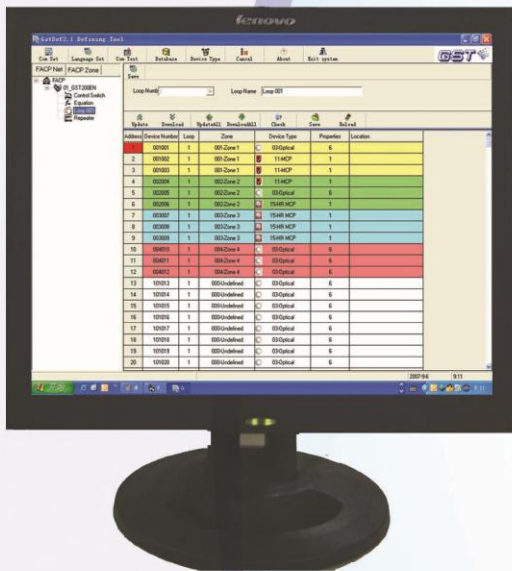 lenovo
GstDef3.1 Defining Tool
Com Set Language Set Com Test Database Device Type Cancel About Exit system
GST
FACP Net FACP Zone
Save
FACP
01_GST200EN
Control Switch
Equation
Loop 001
Repeater
Loop Numb Loop Name Loop 001
Update Download UpdateAll DownloadAll Check Save Reload
Address Device Number Loop Zone Device Type Properties Location
1 001001 1 001-Zone 1 03-Optical 6
2 001002 1 001-Zone 1 11-MCP 1
3 001003 1 001-Zone 1 11-MCP 1
4 002004 1 002-Zone 2 11-MCP 1
5 002005 1 002-Zone 2 03-Optical 6
6 002006 1 002-Zone 2 15-HR MCP 1
7 003007 1 003-Zone 3 15-HR MCP 1
8 003008 1 003-Zone 3 15-HR MCP 1
9 003009 1 003-Zone 3 15-HR MCP 1
10 004010 1 004-Zone 4 03-Optical 6
11 004011 1 004-Zone 4 03-Optical 6
12 004012 1 004-Zone 4 03-Optical 6
13 101013 1 000-Undefined 03-Optical 6
14 101014 1 000-Undefined 03-Optical 6
15 101015 1 000-Undefined 03-Optical 6
16 101016 1 000-Undefined 03-Optical 6
17 101017 1 000-Undefined 03-Optical 6
18 101018 1 000-Undefined 03-Optical 6
19 101019 1 000-Undefined 03-Optical 6
20 101020 1 000-Undefined 03-Optical 6
2007-9-6 9:11
9:11